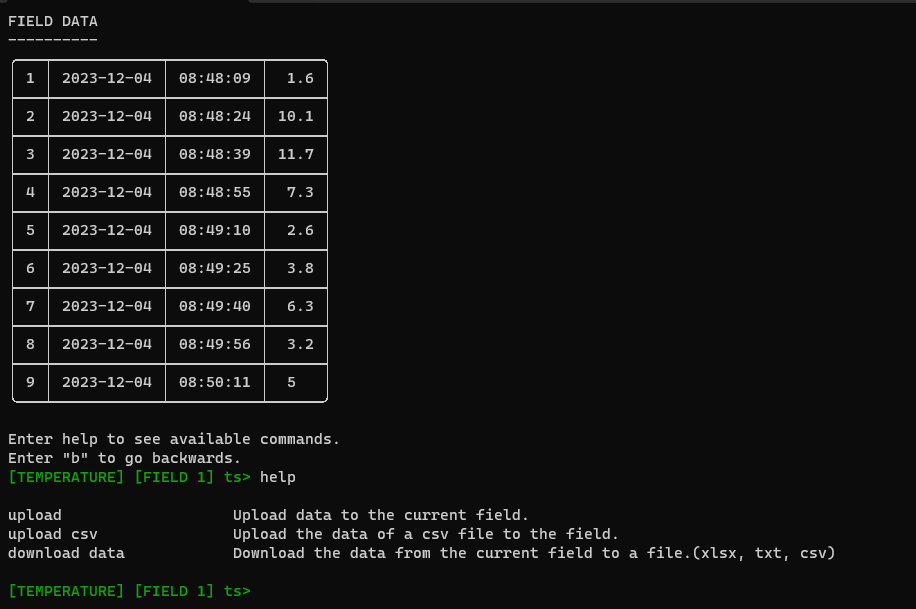 FIELD DATA
----------
1 2023-12-04 08:48:09 1.6
2 2023-12-04 08:48:24 10.1
3 2023-12-04 08:48:39 11.7
4 2023-12-04 08:48:55 7.3
5 2023-12-04 08:49:10 2.6
6 2023-12-04 08:49:25 3.8
7 2023-12-04 08:49:40 6.3
8 2023-12-04 08:49:56 3.2
9 2023-12-04 08:50:11 5
Enter help to see available commands.
Enter "b" to go backwards.
[TEMPERATURE] [FIELD 1] ts> help
upload Upload data to the current field.
upload csv Upload the data of a csv file to the field.
download data Download the data from the current field to a file.(xlsx, txt, csv)
[TEMPERATURE] [FIELD 1] ts>